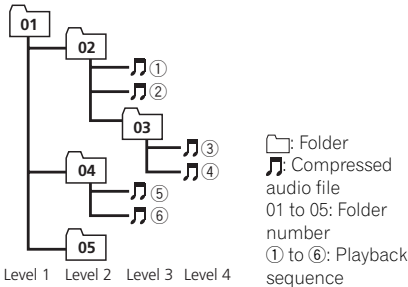 01
02
①
②
03
③
④
04
⑤
⑥
05
Level 1 Level 2 Level 3 Level 4
: Folder
: Compressed
audio file
01 to 05: Folder
number
① to ⑥: Playback
sequence